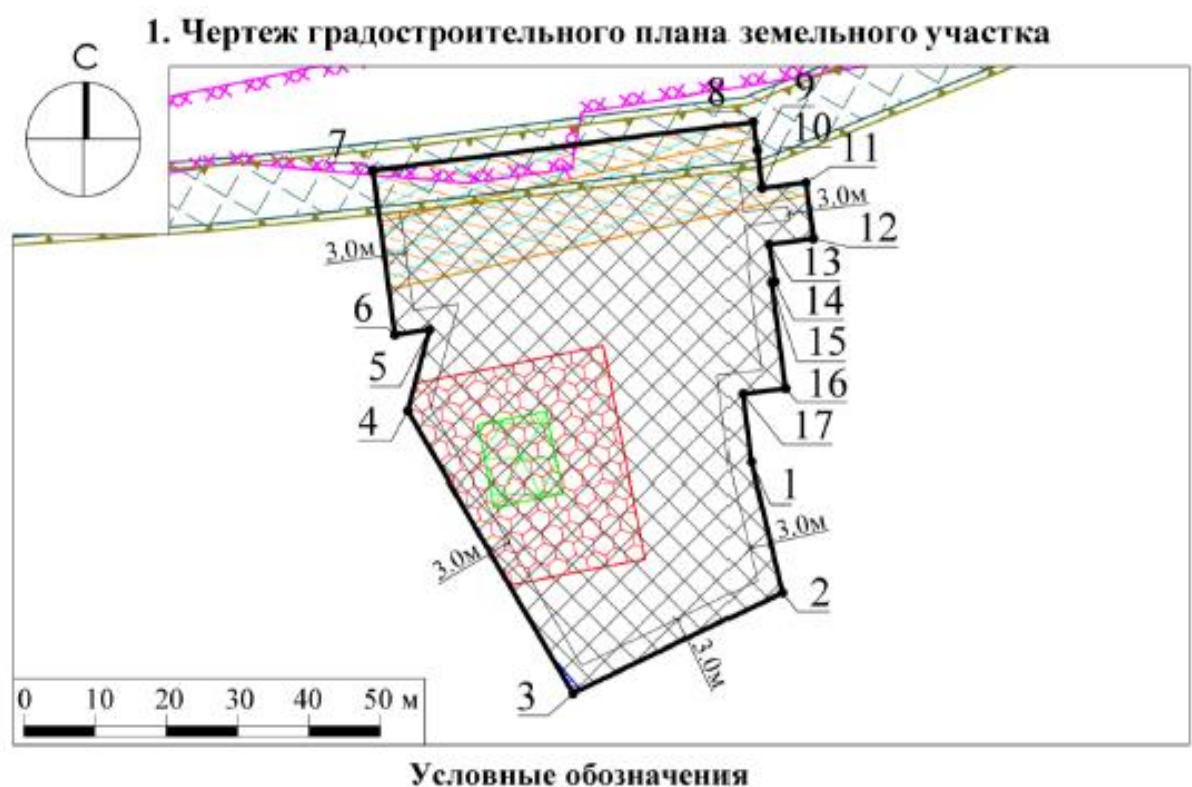 1. Чертеж градостроительного плана земельного участка
С
8
9
7
10
11
3.0м
12
3.0м
13
6
14
5
15
16
4
17
1
3.0м
3.0м
2
3.0м
3
0 10 20 30 40 50 м
Условные обозначения